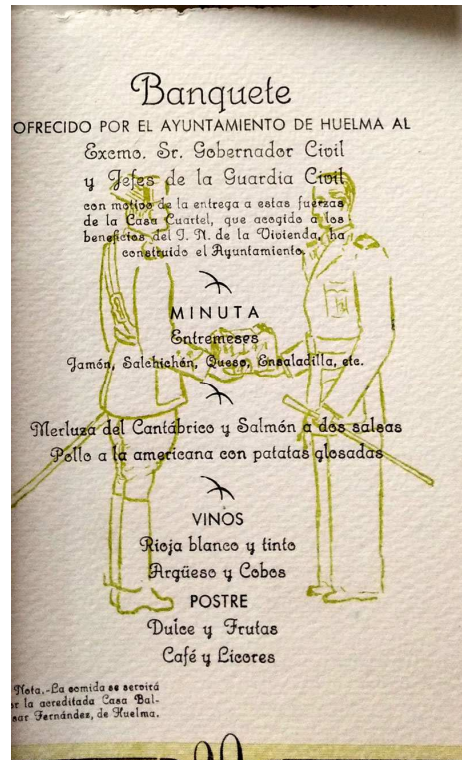 Banquete
OFRECIDO POR EL AYUNTAMIENTO DE HUELMA AL
Excmo. Sr. Gobernador Civil
y Jefes de la Guardia Civil
con motivo de la entrega a estas fuerzas
de la Casa Cuartel, que acogido a los
beneficios del I. N. de la Vivienda, ha
construido el Ayuntamiento.
MINUTA
Entremeses
Jamón, Salchichón, Queso, Ensaladilla, etc.
Merluza del Cantábrico y Salmón a dos salsas
Pollo a la americana con patatas glosadas
VINOS
Rioja blanco y tinto
Argüeso y Cobos
POSTRE
Dulce y Frutas
Café y Licores
Nota.-La comida se servirá
or la acreditada Casa Bal-
sar Fernández, de Huelma.